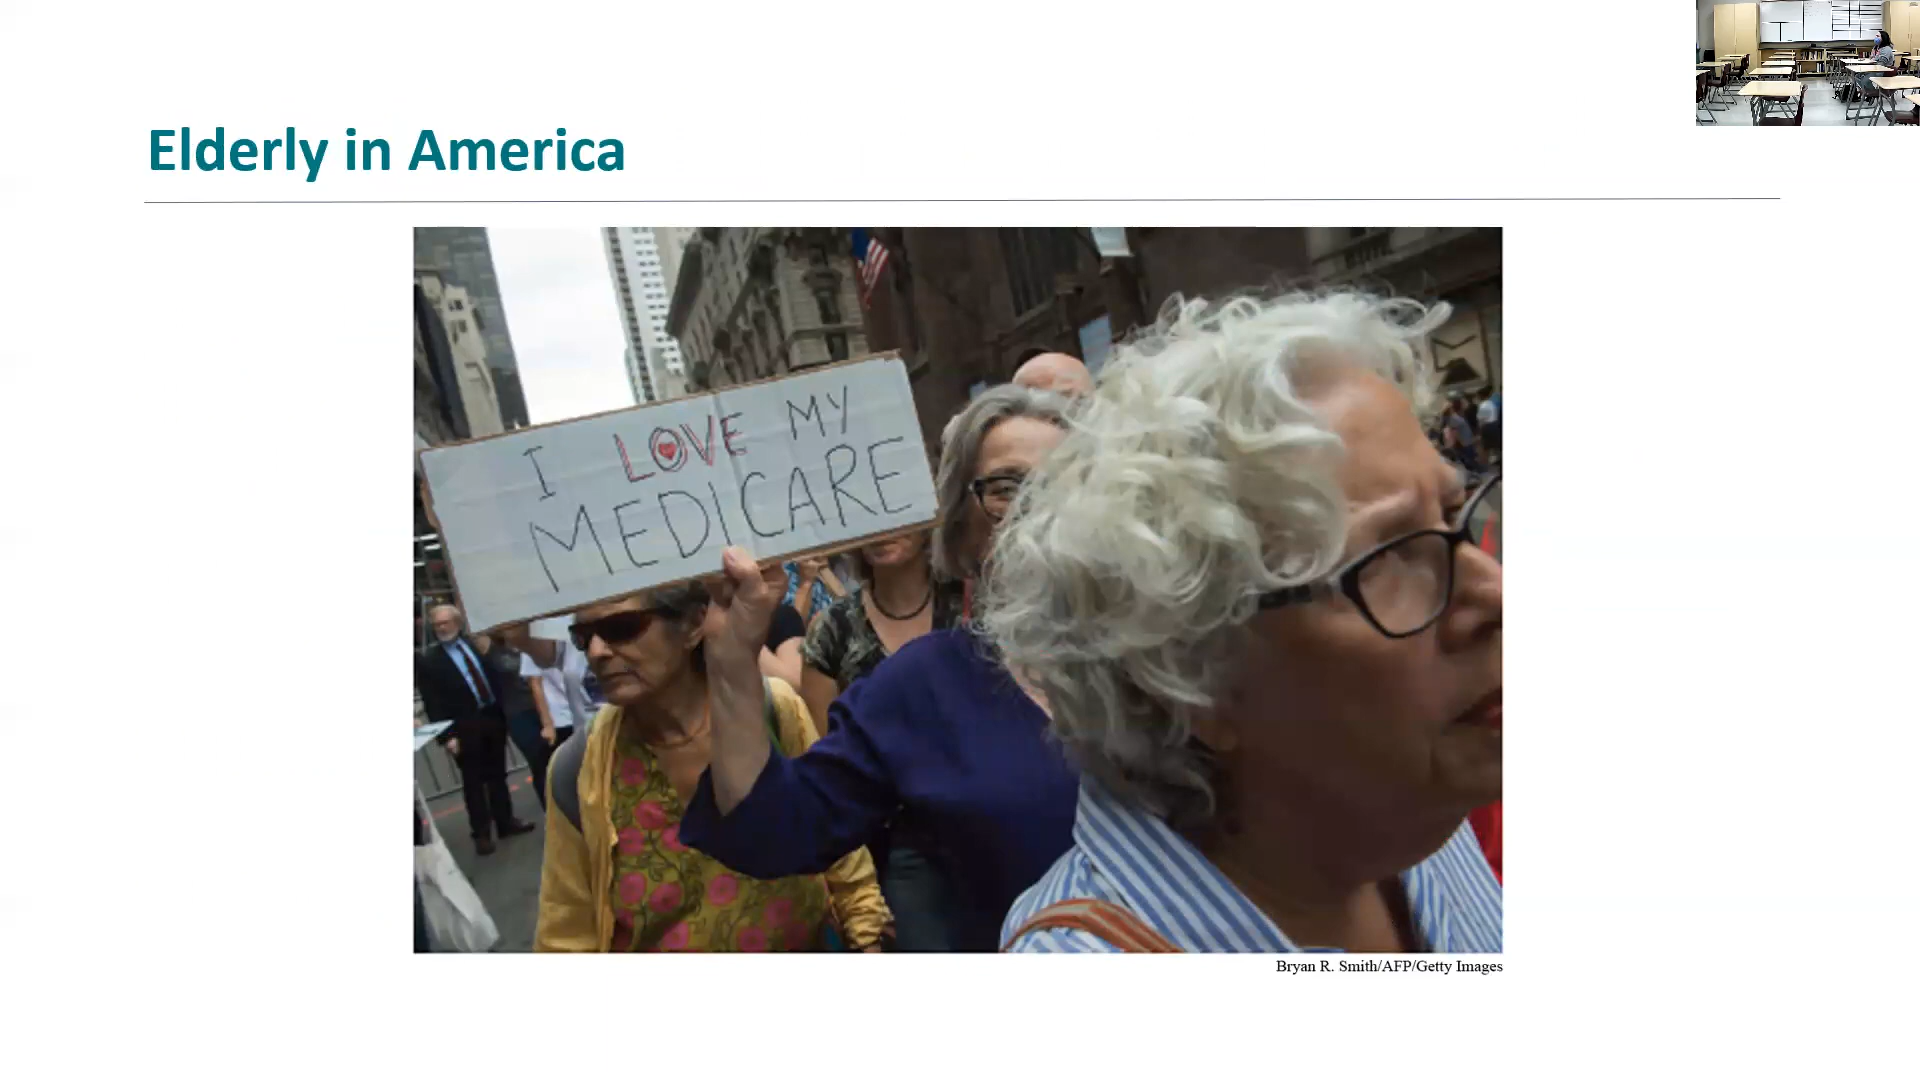 Elderly in America
I LOVE MY
MEDICARE
Bryan R. Smith/AFP/Getty Images